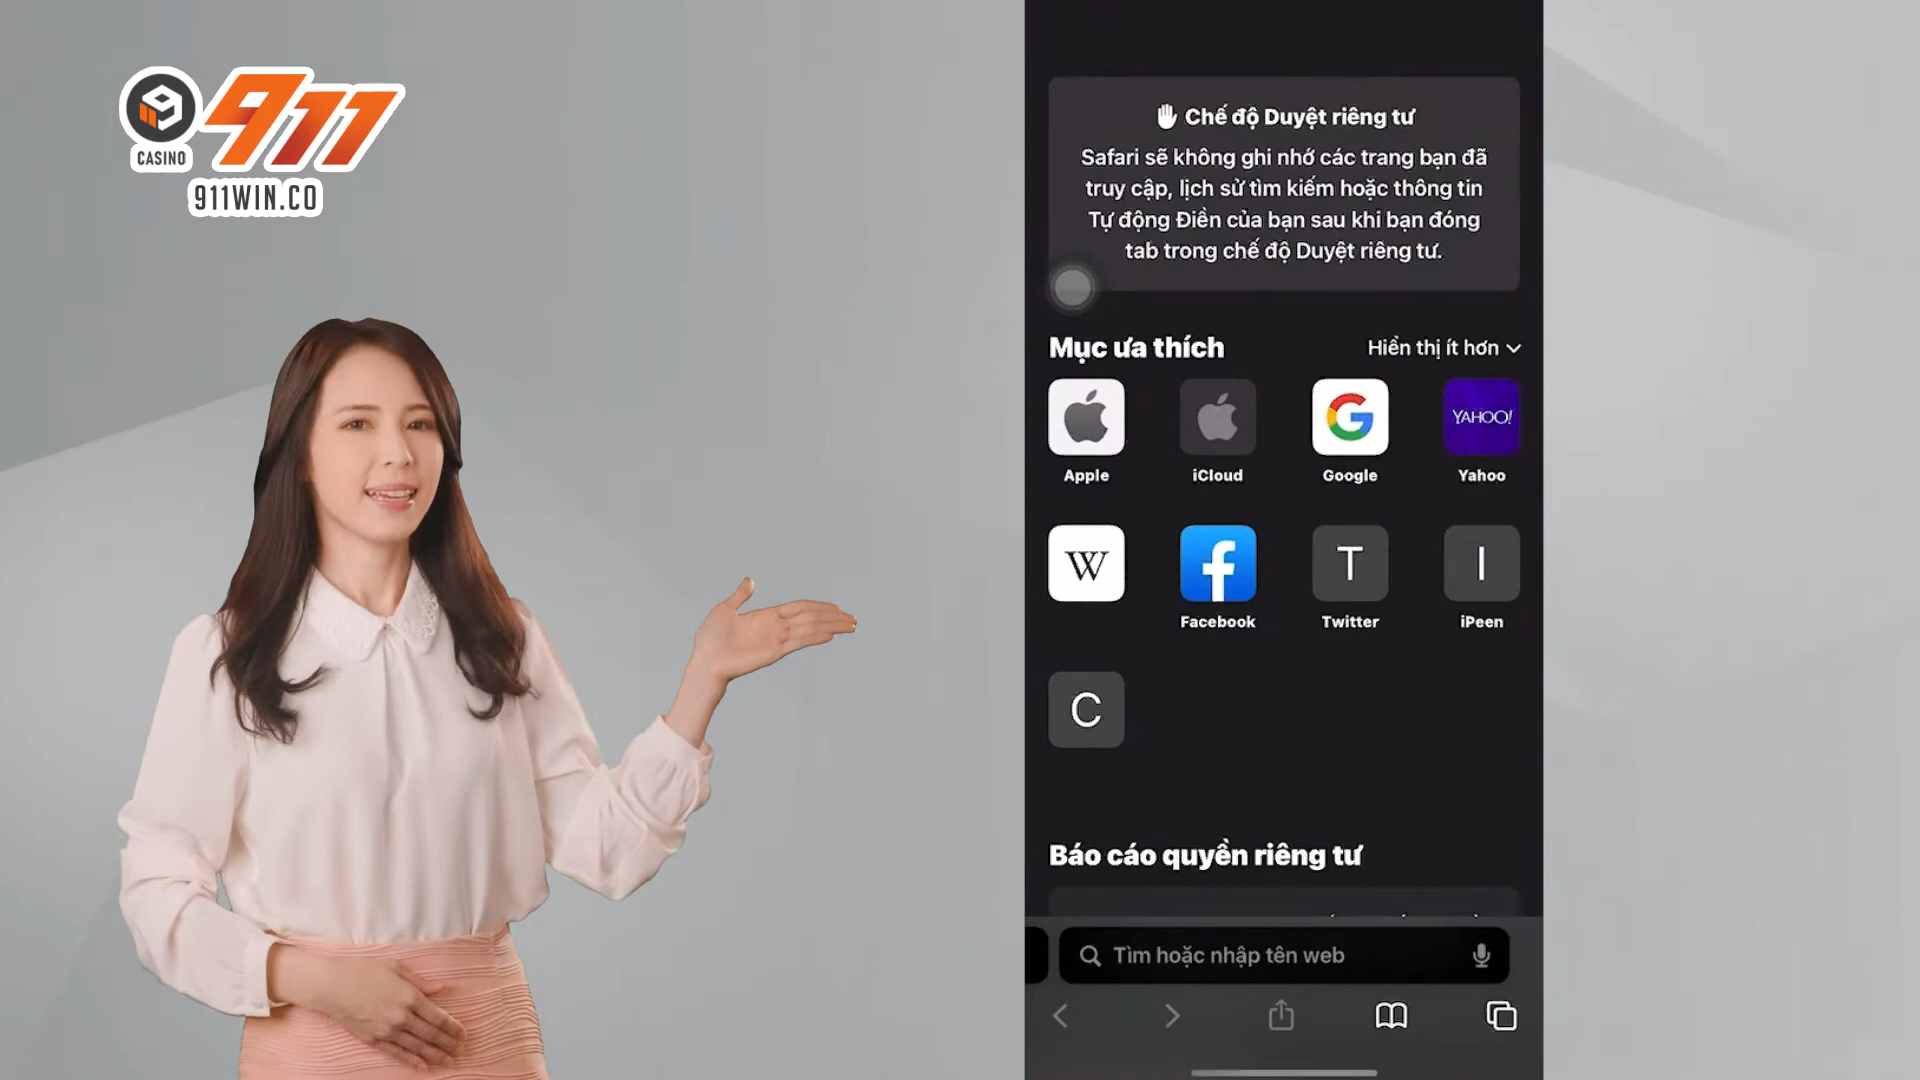 911
CASINO
911WIN.CO
Chế độ Duyệt riêng tư
Safari sẽ không ghi nhớ các trang bạn đã
truy cập, lịch sử tìm kiếm hoặc thông tin
Tự động Điền của bạn sau khi bạn đóng
tab trong chế độ Duyệt riêng tư.
Mục ưa thích
Hiển thị ít hơn
YAHOO!
Apple
iCloud
Google
Yahoo
W
T
I
Facebook
Twitter
iPeen
C
Báo cáo quyền riêng tư
Tìm hoặc nhập tên web